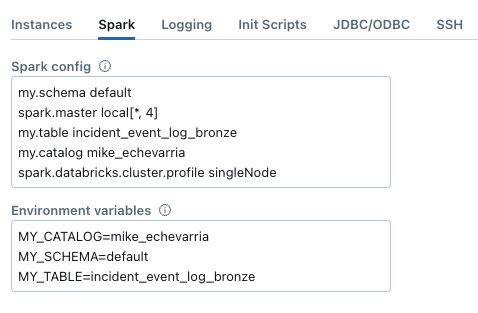 Instances Spark Logging Init Scripts JDBC/ODBC SSH
Spark config
my.schema default
spark.master local[*, 4]
my.table incident_event_log_bronze
my.catalog mike_echevarria
spark.databricks.cluster.profile singleNode
Environment variables
MY_CATALOG=mike_echevarria
MY_SCHEMA=default
MY_TABLE=incident_event_log_bronze